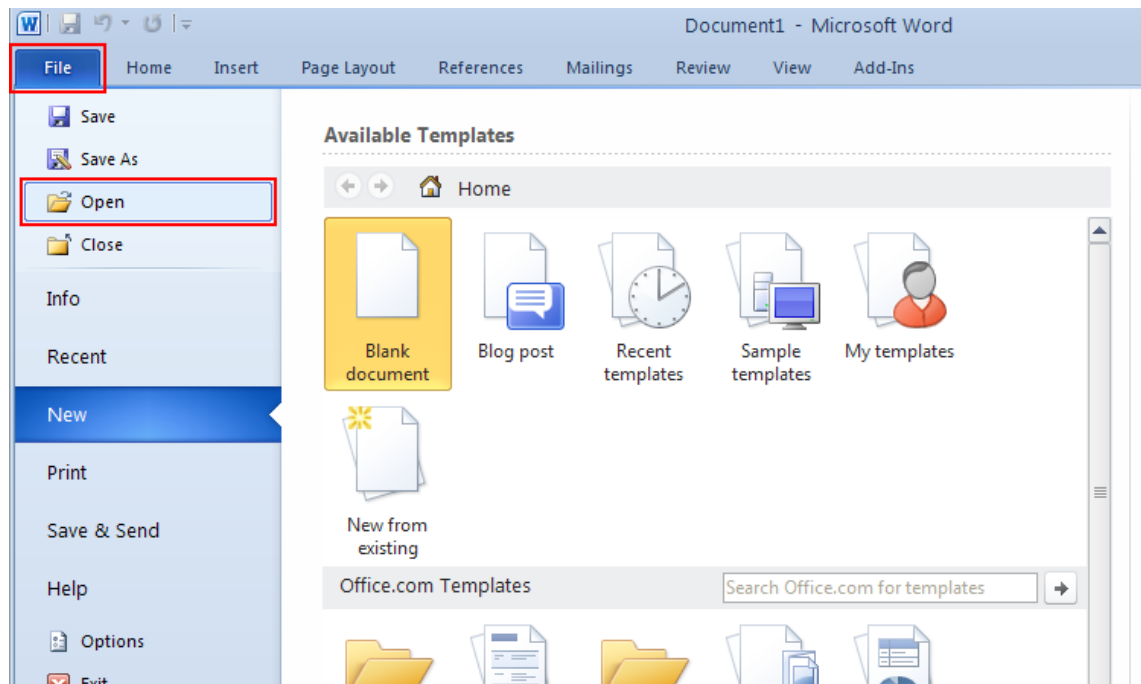 Document1 - Microsoft Word
File Home Insert Page Layout References Mailings Review View Add-Ins
Save
Save As
Open
Close
Info
Recent
New
Print
Save & Send
Help
Options
Exit
Available Templates
Home
Blank
document
Blog post
Recent
templates
Sample
templates
My templates
New from
existing
Office.com Templates
Search Office.com for templates